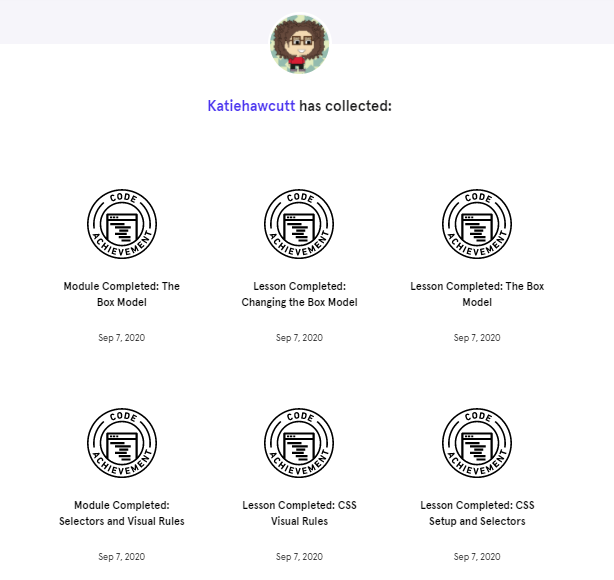 Katiehawcutt has collected:
CODE
ACHIEVEMENT
CODE
ACHIEVEMENT
CODE
ACHIEVEMENT
Module Completed: The
Box Model
Lesson Completed:
Changing the Box Model
Lesson Completed: The Box
Model
Sep 7, 2020
Sep 7, 2020
Sep 7, 2020
CODE
ACHIEVEMENT
CODE
ACHIEVEMENT
CODE
ACHIEVEMENT
Module Completed:
Selectors and Visual Rules
Lesson Completed: CSS
Visual Rules
Lesson Completed: CSS
Setup and Selectors
Sep 7, 2020
Sep 7, 2020
Sep 7, 2020